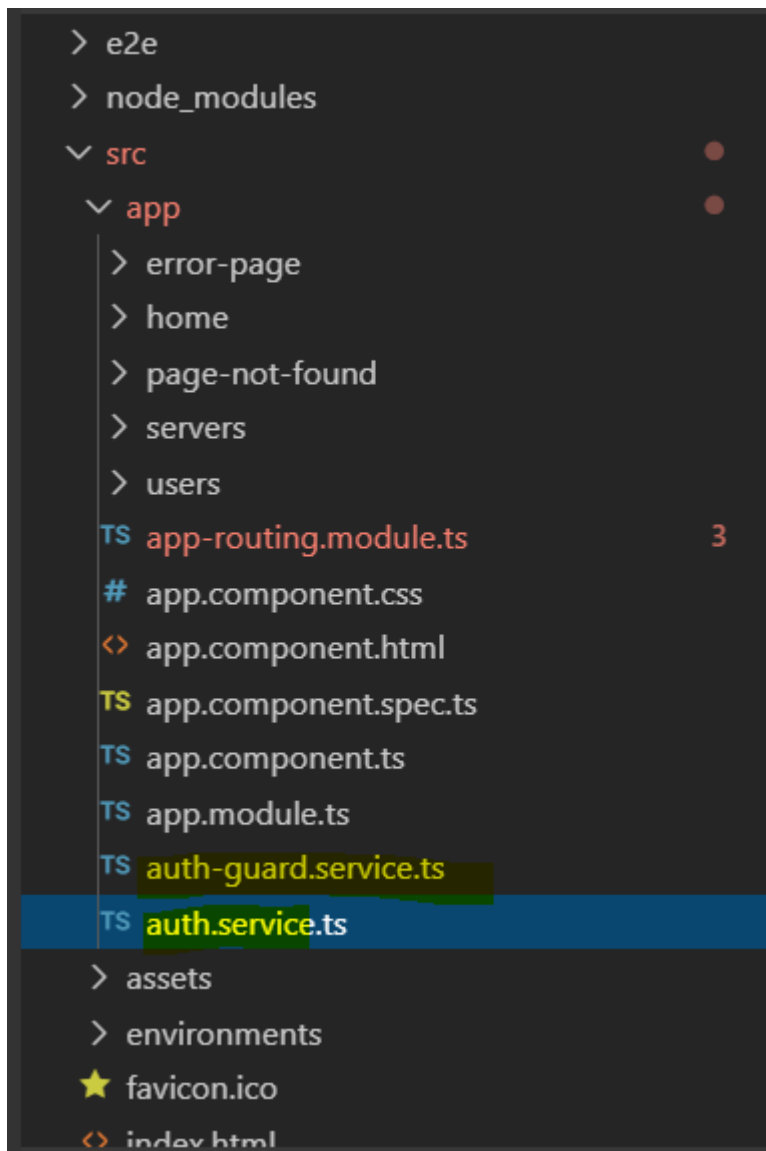 e2e
node_modules
src
app
error-page
home
page-not-found
servers
users
TS app-routing.module.ts 3
# app.component.css
<> app.component.html
TS app.component.spec.ts
TS app.component.ts
TS app.module.ts
TS auth-guard.service.ts
TS auth.service.ts
assets
environments
favicon.ico
<> index.html